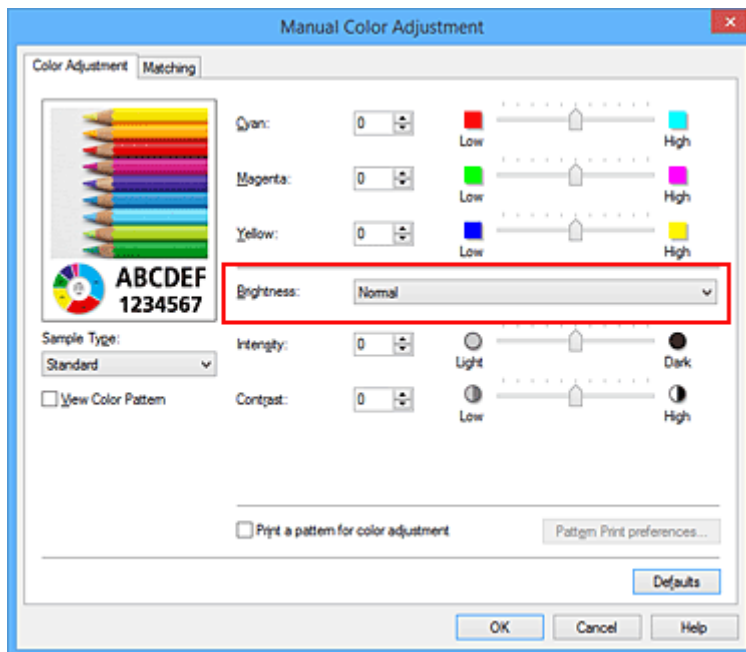 Manual Color Adjustment
Color Adjustment
Matching
ABCDEF
1234567
Sample Type:
Standard
View Color Pattern
Cyan:
0
Low
High
Magenta:
0
Low
High
Yellow:
0
Low
High
Brightness:
Normal
Intensity:
0
Light
Dark
Contrast:
0
Low
High
Print a pattern for color adjustment
Pattern Print preferences...
Defaults
OK
Cancel
Help